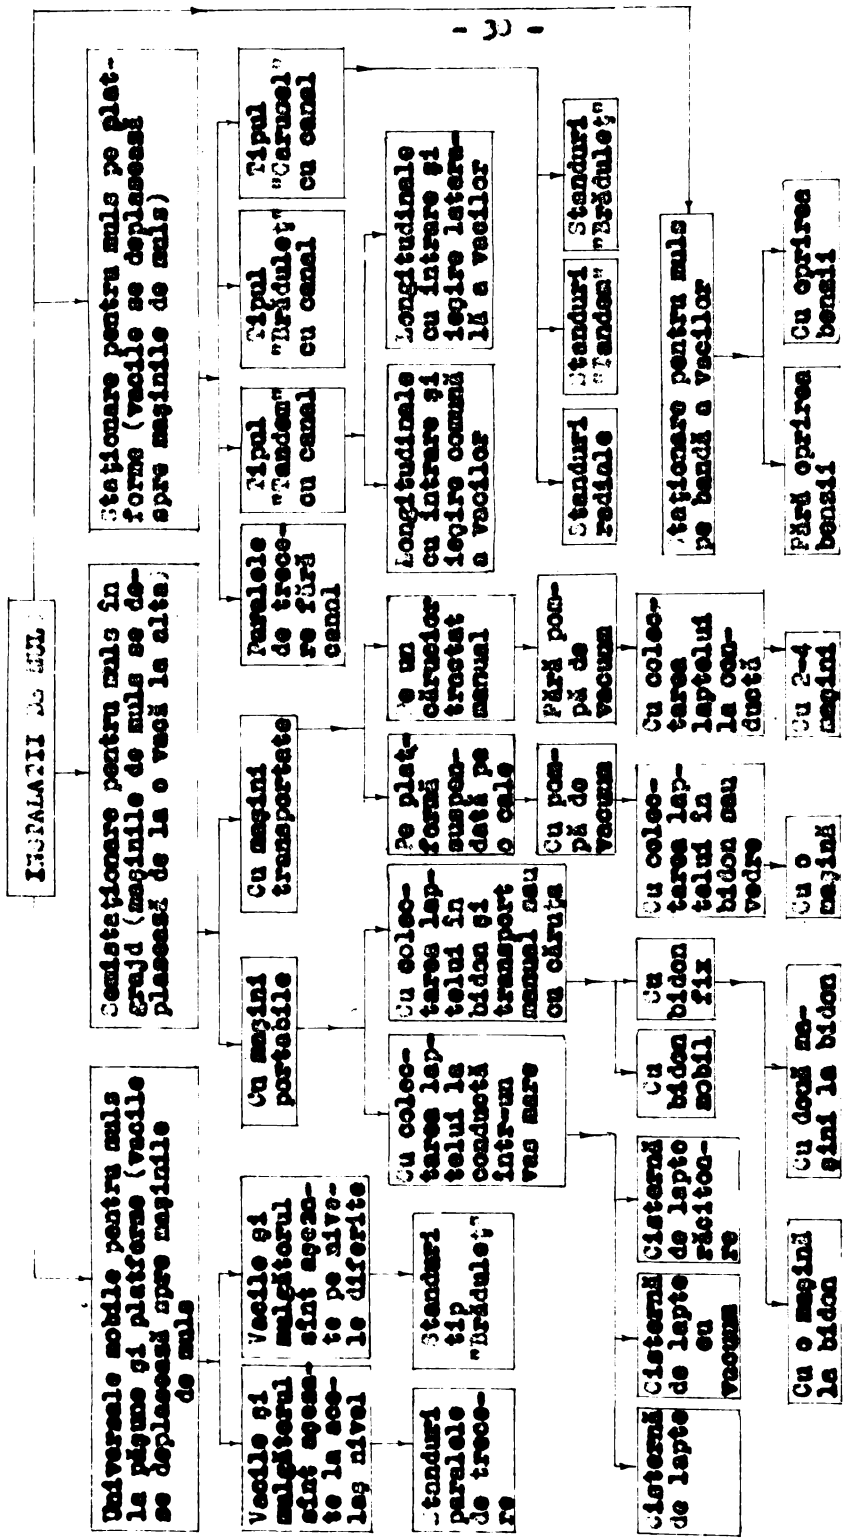 - 30 -
INSTALATII DE MULS
Universale mobile pentru muls
la pășune și platforme (vacile
se deplasează spre mașinile
de muls
Semistaționare pentru muls în
grajd (mașinile de muls se de-
plasează de la o vacă la alta)
Staționare pentru muls pe plat-
forme (vacile se deplasează
spre mașinile de muls)
Vacile și
mulgătorul
sînt așeza-
te la ace-
laș nivel
Vacile și
mulgătorul
sînt așeza-
te pe nive-
le diferite
Cu mașini
portabile
Cu mașini
transportate
Paralele
de trece-
re fără
canal
Tipul
"Tandem"
cu canal
Tipul
"Brăduleț"
cu canal
Tipul
"Carusel"
cu canal
Standuri
paralele
de trece-
re
Standuri
tip
"Brăduleț"
Cu colec-
tarea lap-
telui la
conductă
într-un
vas mare
Cu colec-
tarea lap-
telui în
bidon și
transport
manual sau
cu căruța
Pe plat-
formă
suspen-
dată pe
o cale
Pe un
cărucior
tractat
manual
Longitudinale
cu intrare și
ieșire comună
a vacilor
Longitudinale
cu intrare și
ieșire latera-
lă a vacilor
Cu pom-
pă de
vacuum
Fără pom-
pă de
vacuum
Standuri
radiale
Standuri
"Tandem"
Standuri
"Brăduleț"
Cisternă
de lapte
Cisternă
de lapte
cu
vacuum
Cisternă
de lapte
răcitoa-
re
Cu
bidon
mobil
Cu
bidon
fix
Cu colec-
tarea lap-
telui în
bidon sau
vedre
Cu colec-
tarea
laptelui
la con-
ductă
Staționare pentru muls
pe bandă a vacilor
Cu o mașină
la bidon
Cu două ma-
șini la bidon
Cu o
mașină
Cu 2-4
mașini
Fără oprirea
benzii
Cu oprirea
benzii